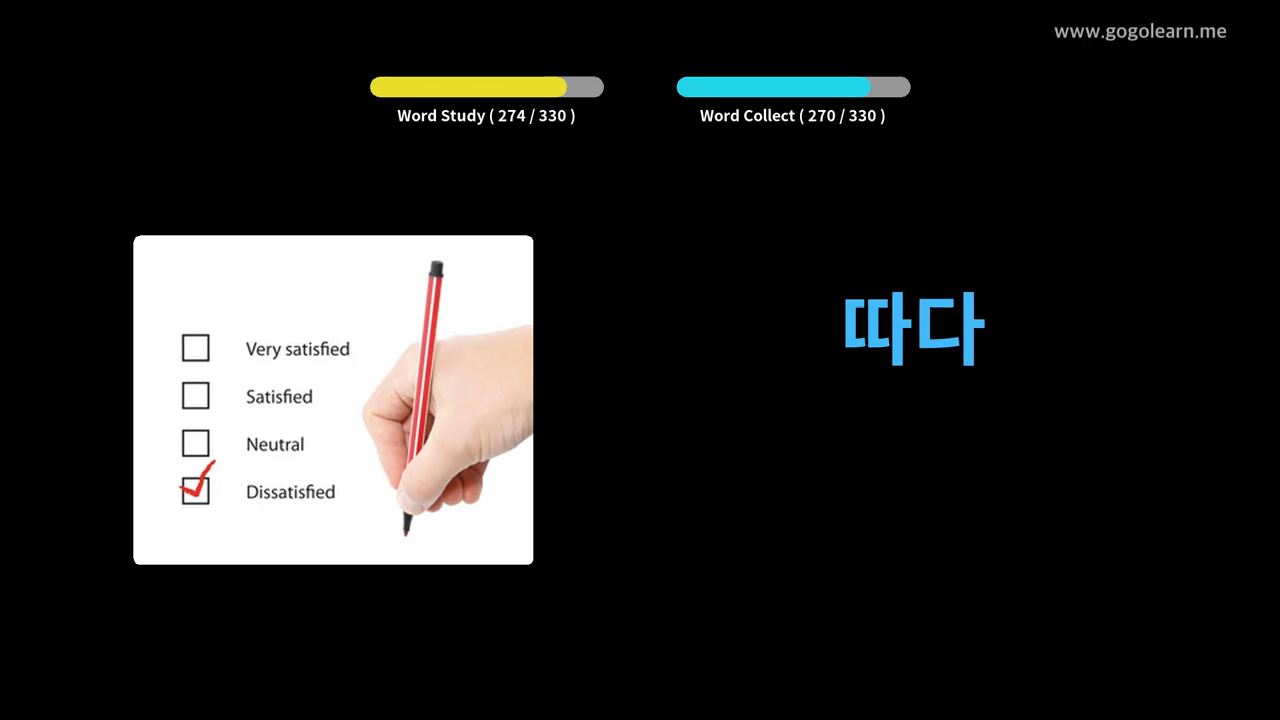 www.gogolearn.me
Word Study ( 274 / 330 )
Word Collect ( 270 / 330 )
Very satisfied
Satisfied
Neutral
Dissatisfied
따다